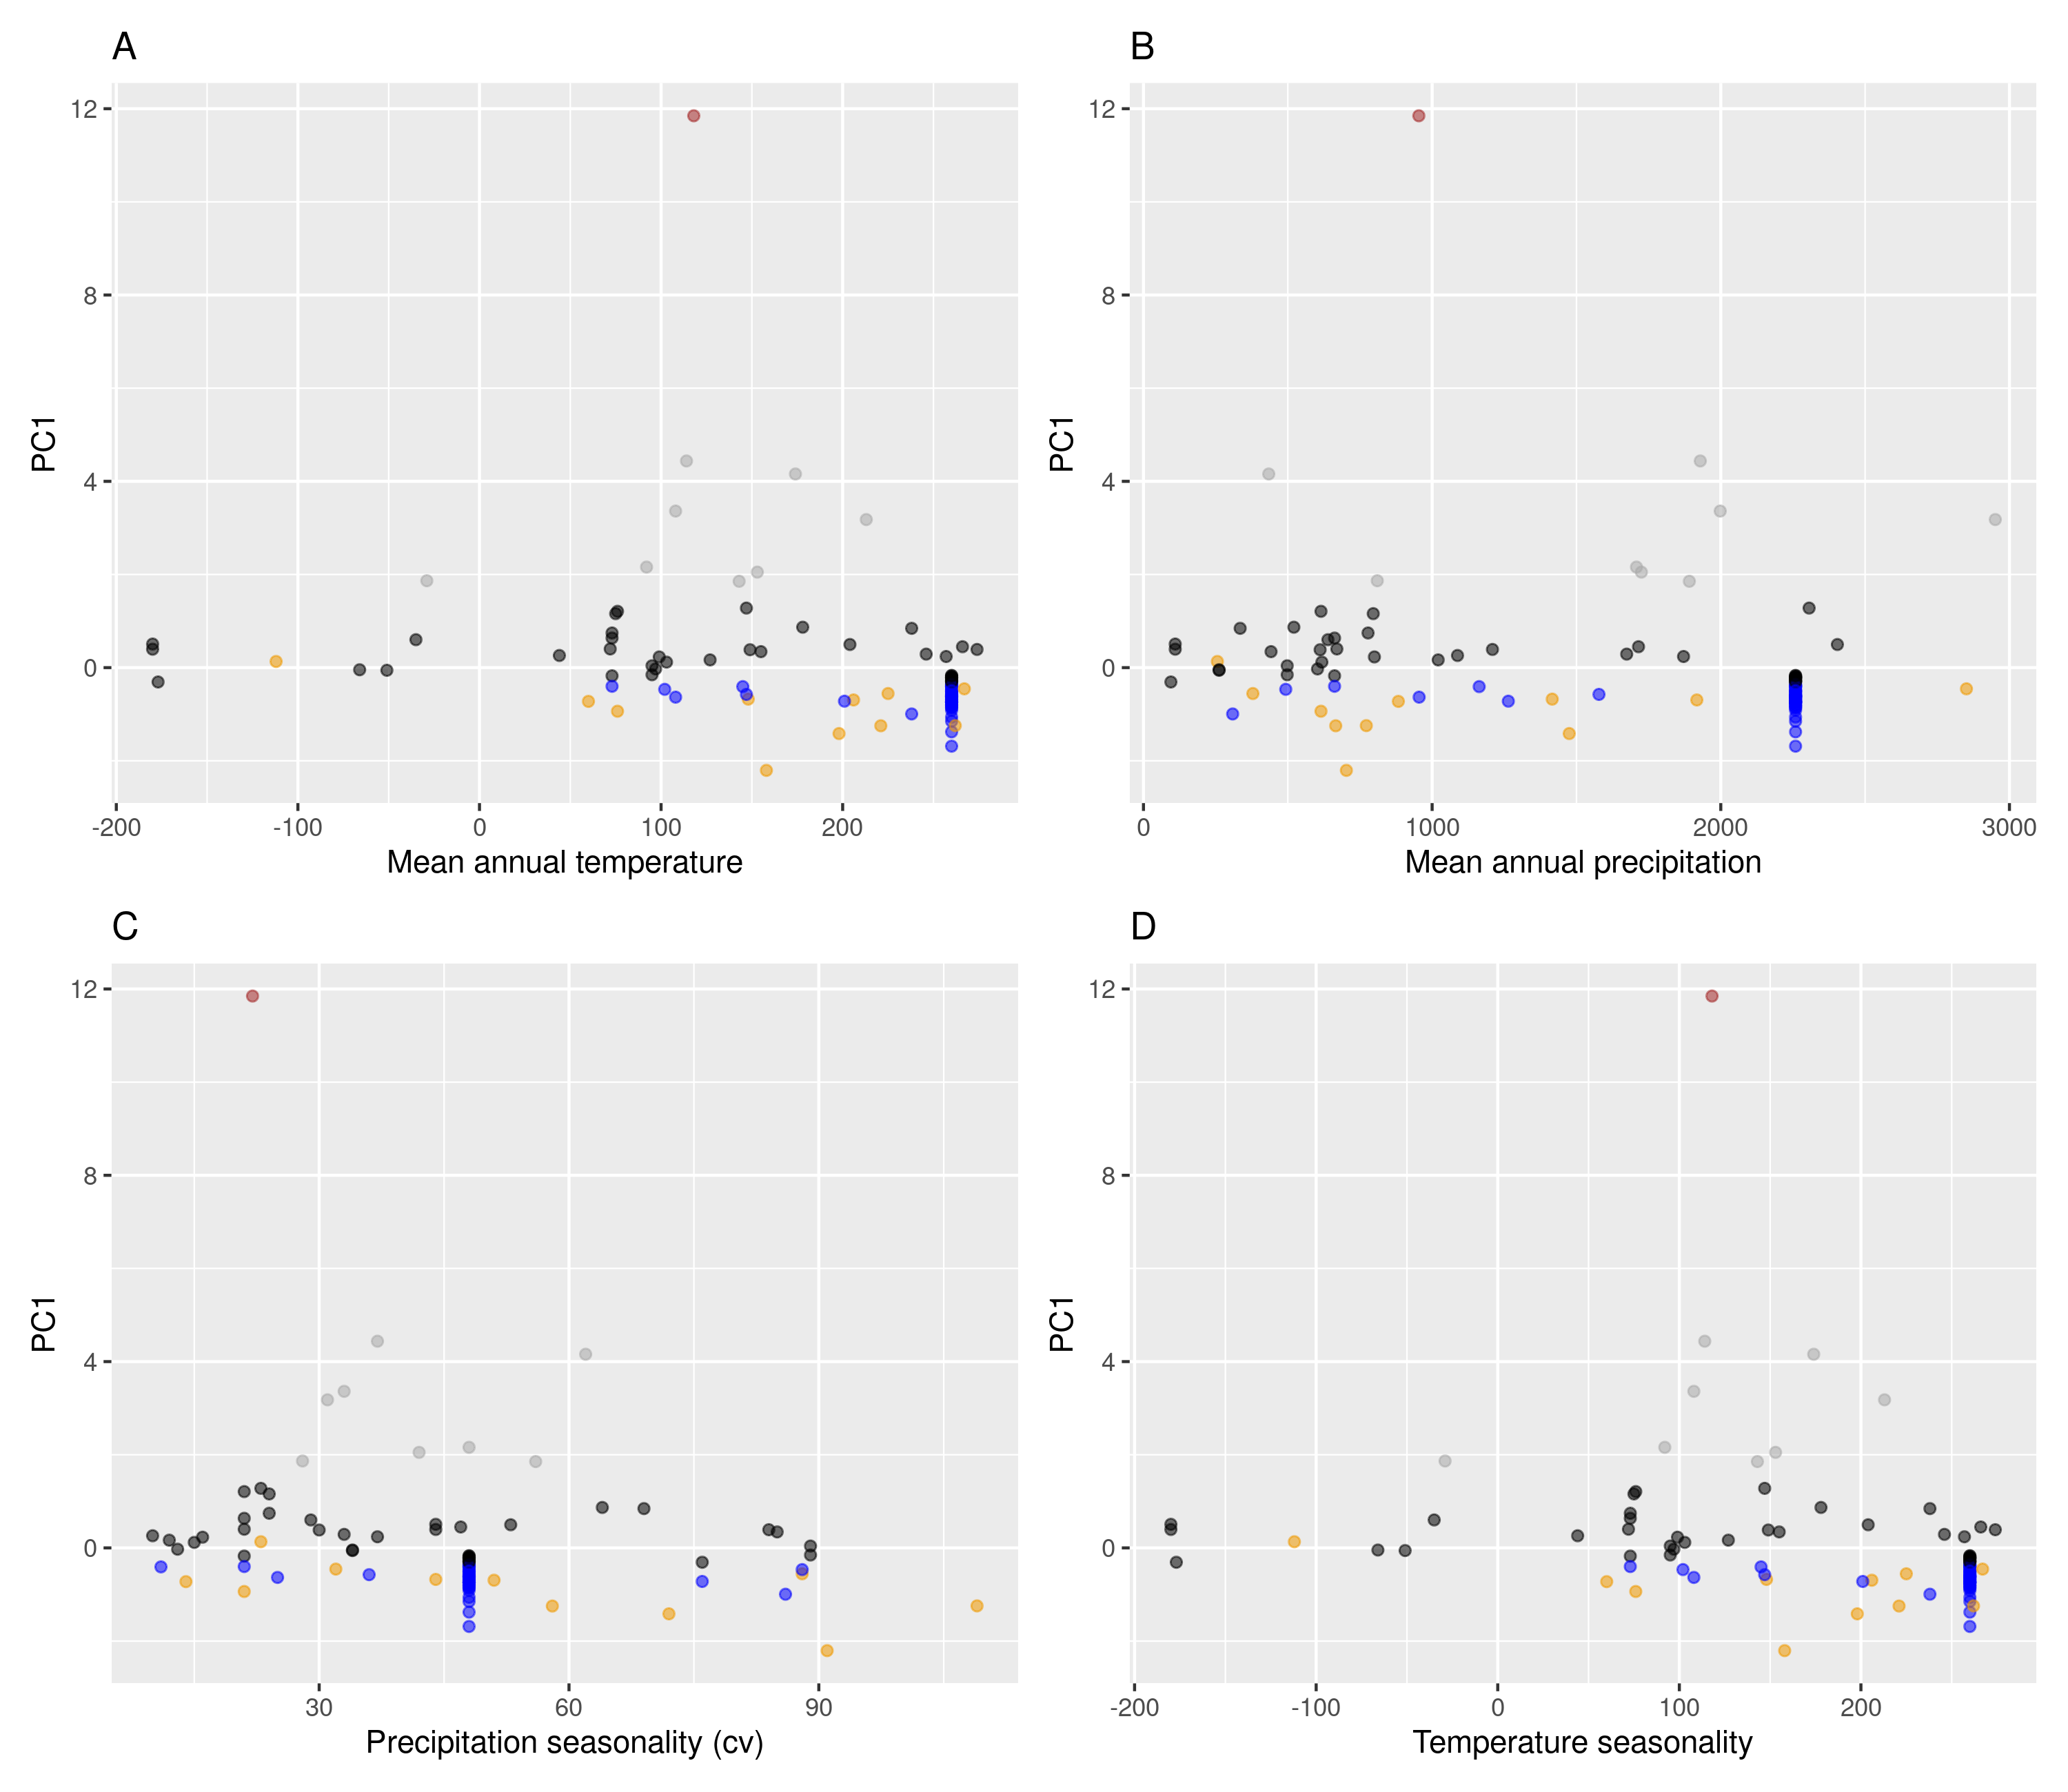 A
PC1
12
8
4
0
-200 -100 0 100 200
Mean annual temperature
B
PC1
12
8
4
0
0 1000 2000 3000
Mean annual precipitation
C
PC1
12
8
4
0
30 60 90
Precipitation seasonality (cv)
D
PC1
12
8
4
0
-200 -100 0 100 200
Temperature seasonality